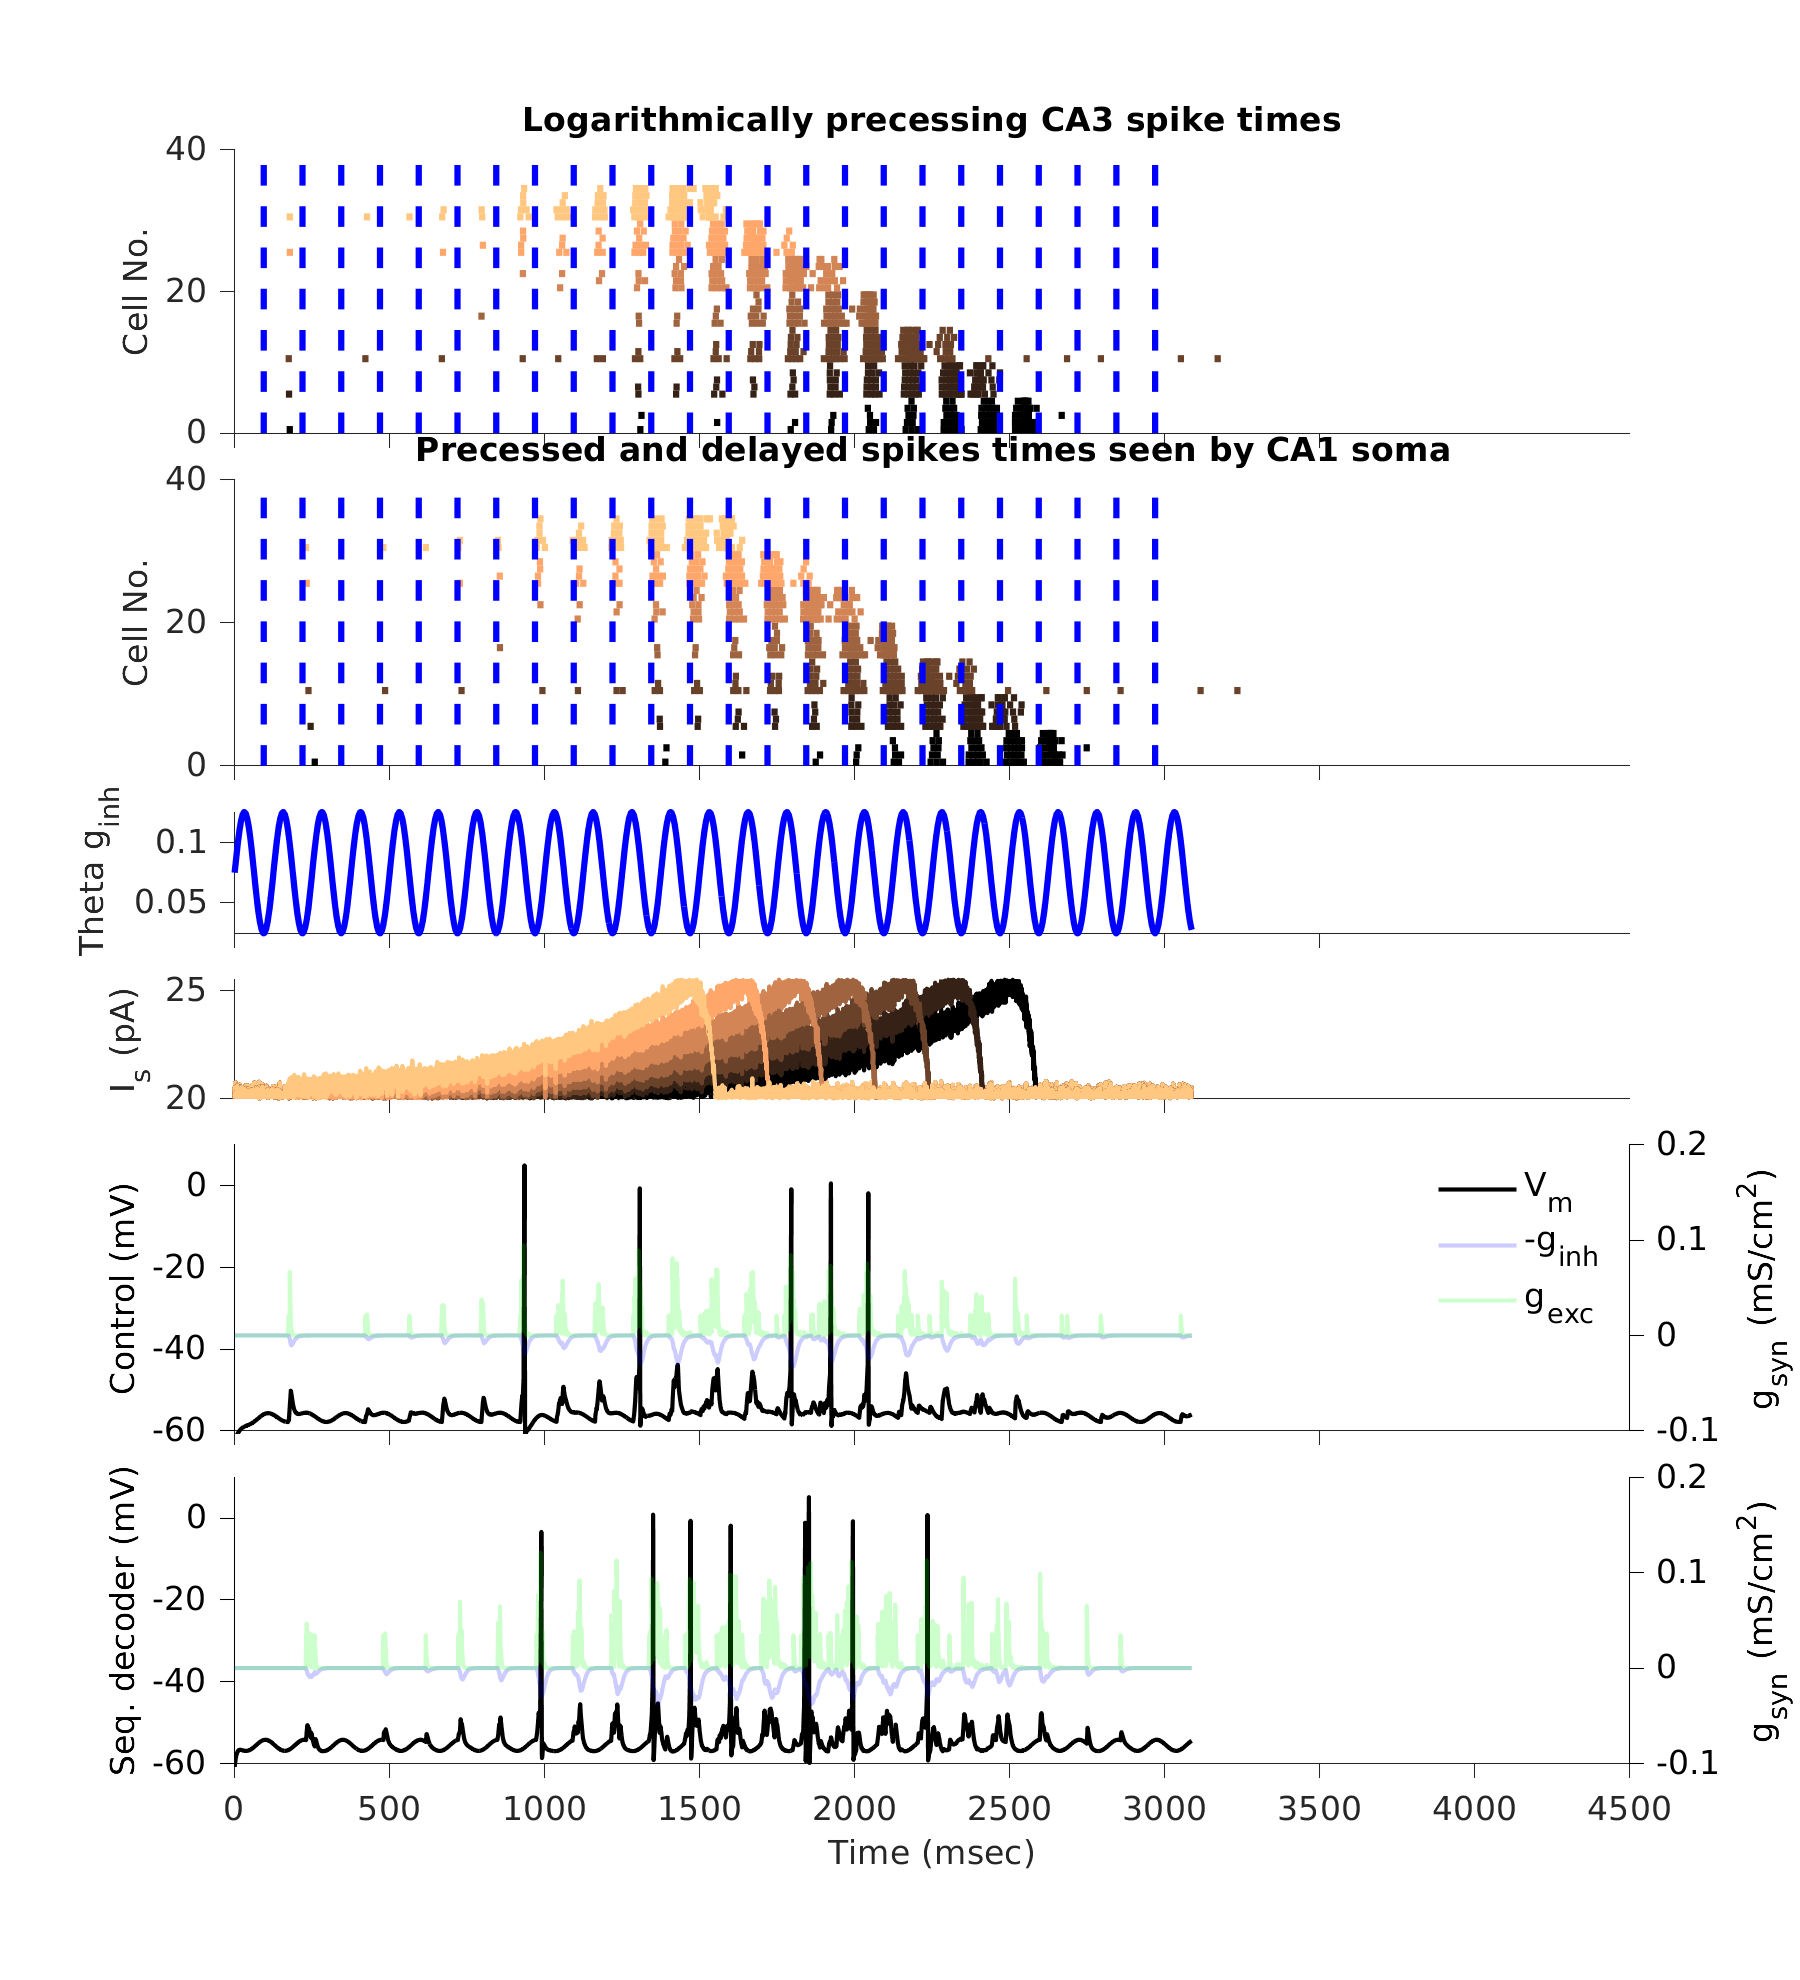 Logarithmically precessing CA3 spike times
40
20
0
Cell No.
Precessed and delayed spikes times seen by CA1 soma
40
20
0
Cell No.
0.1
0.05
Theta g_inh
25
20
I_s (pA)
0
-20
-40
-60
Control (mV)
V_m
-g_inh
g_exc
0.2
0.1
0
-0.1
g_syn (mS/cm^2)
0
-20
-40
-60
Seq. decoder (mV)
0.2
0.1
0
-0.1
g_syn (mS/cm^2)
0 500 1000 1500 2000 2500 3000 3500 4000 4500
Time (msec)